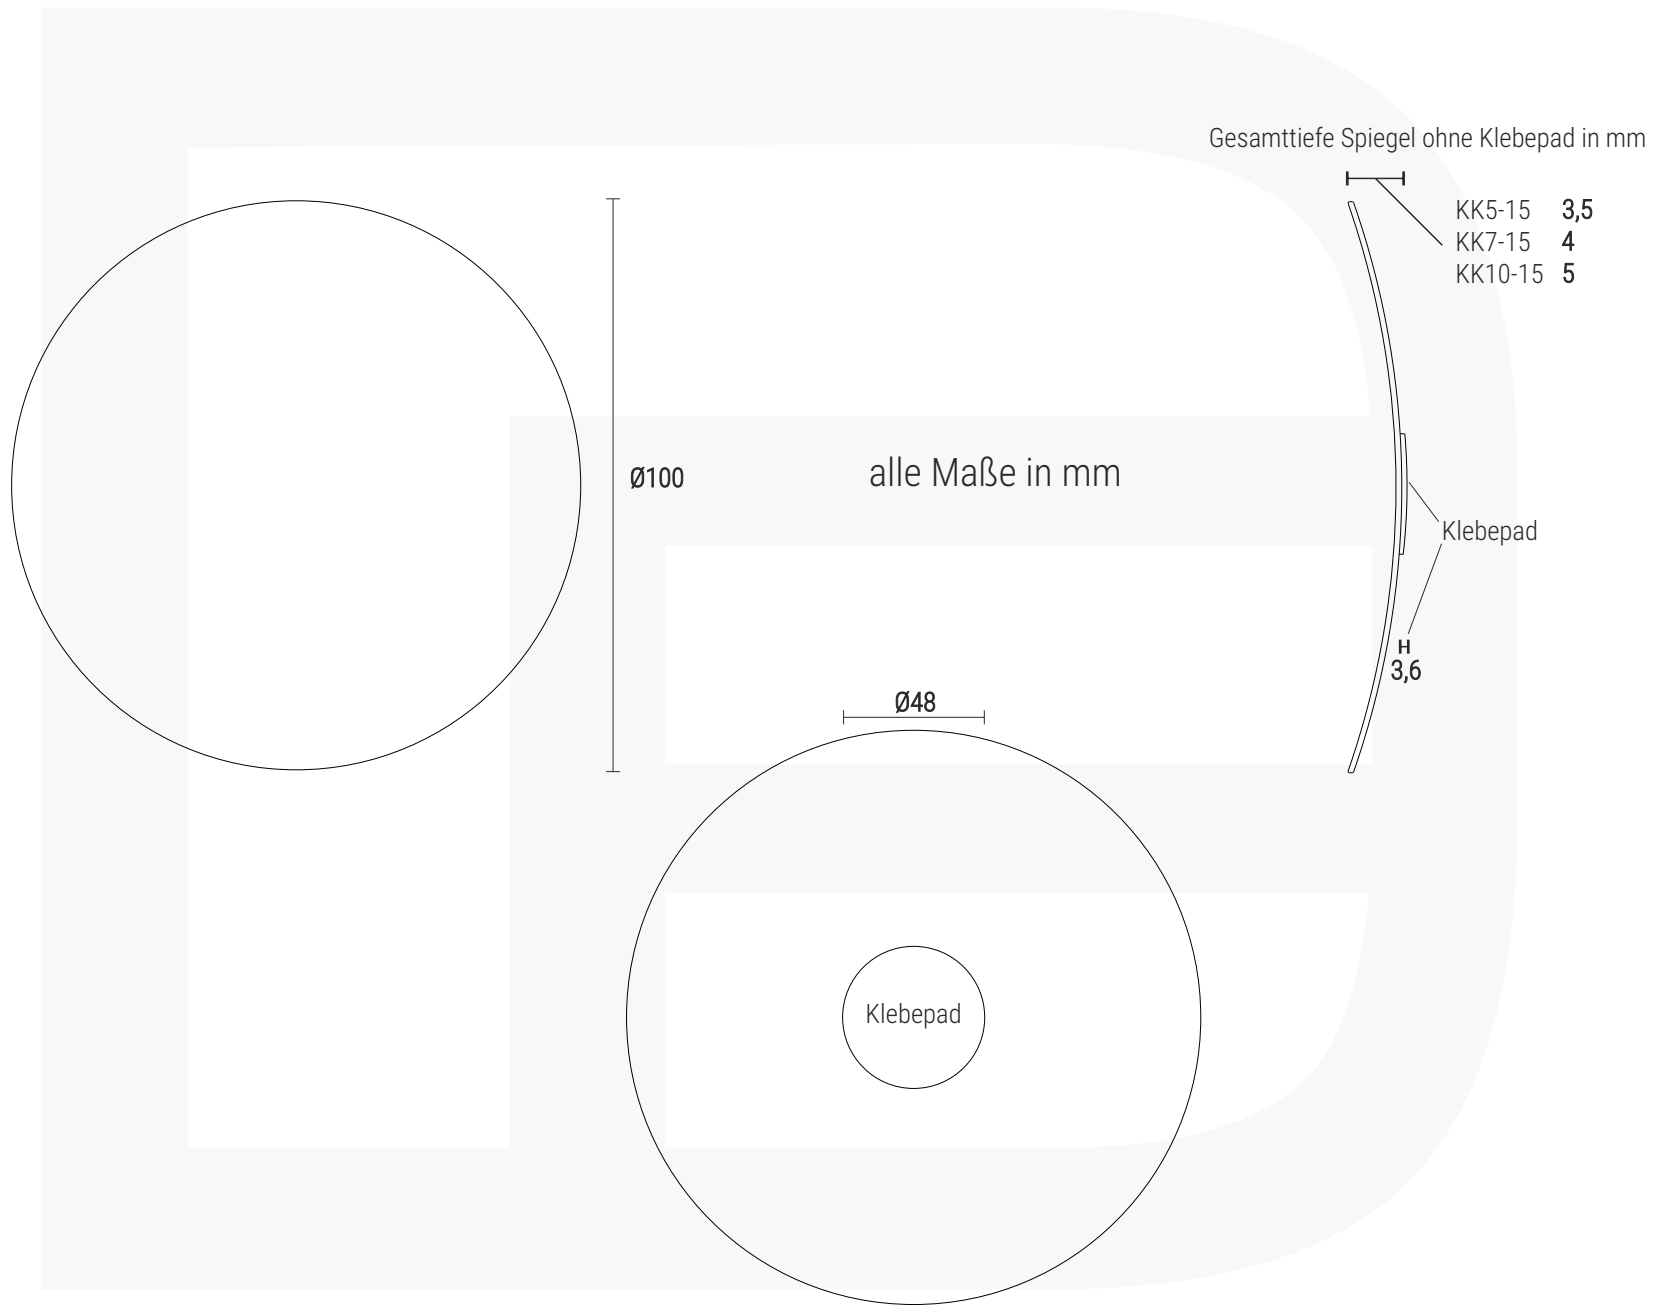 Gesamttiefe Spiegel ohne Klebepad in mm
KK5-15 3,5
KK7-15 4
KK10-15 5
Ø100
alle Maße in mm
Klebepad
H
3,6
Ø48
Klebepad